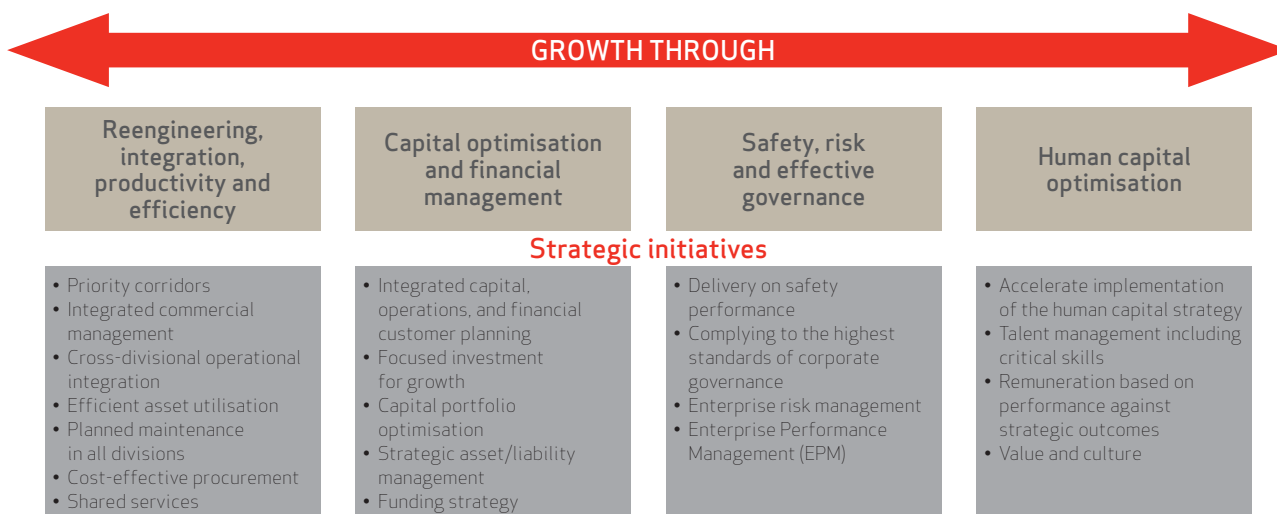 GROWTH THROUGH
Reengineering,
integration,
productivity and
efficiency
Capital optimisation
and financial
management
Safety, risk
and effective
governance
Human capital
optimisation
Strategic initiatives
• Priority corridors
• Integrated commercial
management
• Cross-divisional operational
integration
• Efficient asset utilisation
• Planned maintenance
in all divisions
• Cost-effective procurement
• Shared services
• Integrated capital,
operations, and financial
customer planning
• Focused investment
for growth
• Capital portfolio
optimisation
• Strategic asset/liability
management
• Funding strategy
• Delivery on safety
performance
• Complying to the highest
standards of corporate
governance
• Enterprise risk management
• Enterprise Performance
Management (EPM)
• Accelerate implementation
of the human capital strategy
• Talent management including
critical skills
• Remuneration based on
performance against
strategic outcomes
• Value and culture